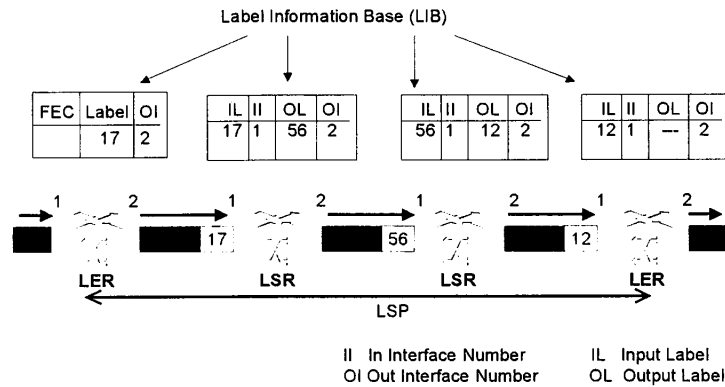 Label Information Base (LIB)
FEC Label OI
17 2
IL II OL OI
17 1 56 2
IL II OL OI
56 1 12 2
IL II OL OI
12 1 --- 2
1 2 1 2 1 2 1 2
17 56 12
LER LSR LSR LER
LSP
II In Interface Number IL Input Label
OI Out Interface Number OL Output Label